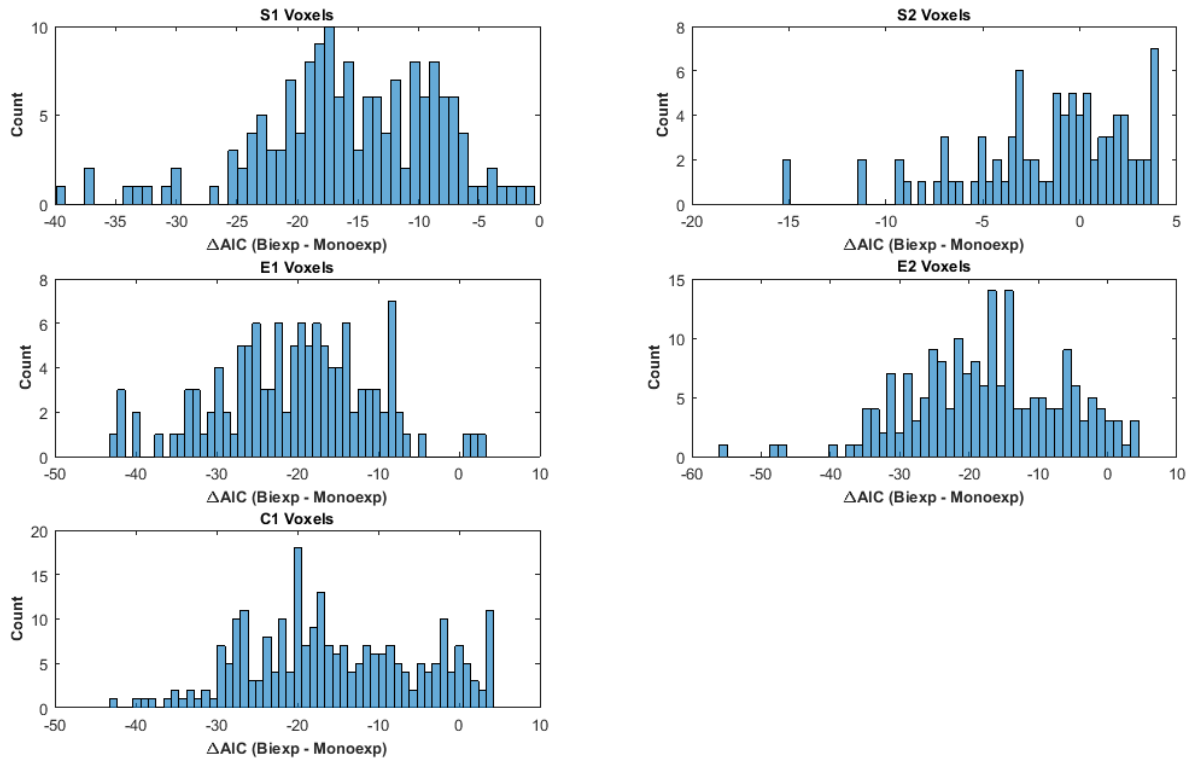 S1 Voxels
10
5
0
Count
-40 -35 -30 -25 -20 -15 -10 -5 0
ΔAIC (Biexp - Monoexp)
S2 Voxels
8
6
4
2
0
Count
-20 -15 -10 -5 0 5
ΔAIC (Biexp - Monoexp)
E1 Voxels
8
6
4
2
0
Count
-50 -40 -30 -20 -10 0 10
ΔAIC (Biexp - Monoexp)
E2 Voxels
15
10
5
0
Count
-60 -50 -40 -30 -20 -10 0 10
ΔAIC (Biexp - Monoexp)
C1 Voxels
20
15
10
5
0
Count
-50 -40 -30 -20 -10 0 10
ΔAIC (Biexp - Monoexp)